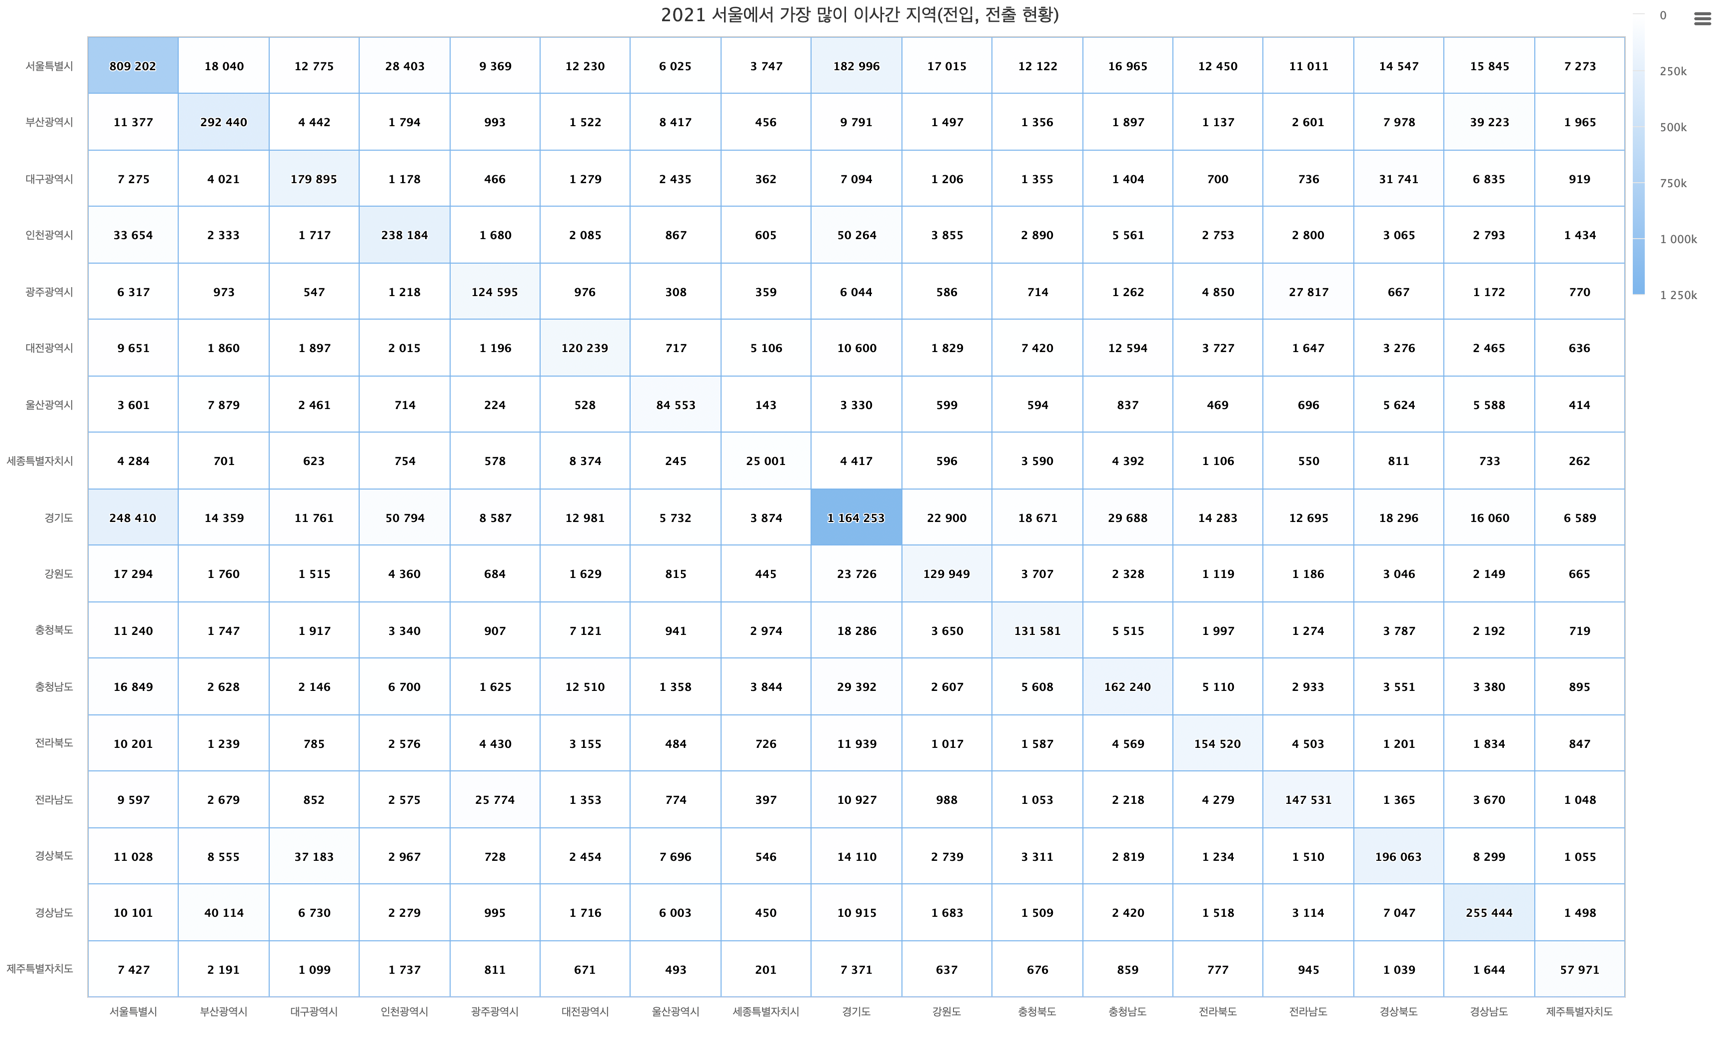 2021 서울에서 가장 많이 이사간 지역(전입, 전출 현황)
0
250k
500k
750k
1 000k
1 250k
서울특별시 809 202 18 040 12 775 28 403 9 369 12 230 6 025 3 747 182 996 17 015 12 122 16 965 12 450 11 011 14 547 15 845 7 273
부산광역시 11 377 292 440 4 442 1 794 993 1 522 8 417 456 9 791 1 497 1 356 1 897 1 137 2 601 7 978 39 223 1 965
대구광역시 7 275 4 021 179 895 1 178 466 1 279 2 435 362 7 094 1 206 1 355 1 404 700 736 31 741 6 835 919
인천광역시 33 654 2 333 1 717 238 184 1 680 2 085 867 605 50 264 3 855 2 890 5 561 2 753 2 800 3 065 2 793 1 434
광주광역시 6 317 973 547 1 218 124 595 976 308 359 6 044 586 714 1 262 4 850 27 817 667 1 172 770
대전광역시 9 651 1 860 1 897 2 015 1 196 120 239 717 5 106 10 600 1 829 7 420 12 594 3 727 1 647 3 276 2 465 636
울산광역시 3 601 7 879 2 461 714 224 528 84 553 143 3 330 599 594 837 469 696 5 624 5 588 414
세종특별자치시 4 284 701 623 754 578 8 374 245 25 001 4 417 596 3 590 4 392 1 106 550 811 733 262
경기도 248 410 14 359 11 761 50 794 8 587 12 981 5 732 3 874 1 164 253 22 900 18 671 29 688 14 283 12 695 18 296 16 060 6 589
강원도 17 294 1 760 1 515 4 360 684 1 629 815 445 23 726 129 949 3 707 2 328 1 119 1 186 3 046 2 149 665
충청북도 11 240 1 747 1 917 3 340 907 7 121 941 2 974 18 286 3 650 131 581 5 515 1 997 1 274 3 787 2 192 719
충청남도 16 849 2 628 2 146 6 700 1 625 12 510 1 358 3 844 29 392 2 607 5 608 162 240 5 110 2 933 3 551 3 380 895
전라북도 10 201 1 239 785 2 576 4 430 3 155 484 726 11 939 1 017 1 587 4 569 154 520 4 503 1 201 1 834 847
전라남도 9 597 2 679 852 2 575 25 774 1 353 774 397 10 927 988 1 053 2 218 4 279 147 531 1 365 3 670 1 048
경상북도 11 028 8 555 37 183 2 967 728 2 454 7 696 546 14 110 2 739 3 311 2 819 1 234 1 510 196 063 8 299 1 055
경상남도 10 101 40 114 6 730 2 279 995 1 716 6 003 450 10 915 1 683 1 509 2 420 1 518 3 114 7 047 255 444 1 498
제주특별자치도 7 427 2 191 1 099 1 737 811 671 493 201 7 371 637 676 859 777 945 1 039 1 644 57 971
서울특별시 부산광역시 대구광역시 인천광역시 광주광역시 대전광역시 울산광역시 세종특별자치시 경기도 강원도 충청북도 충청남도 전라북도 전라남도 경상북도 경상남도 제주특별자치도